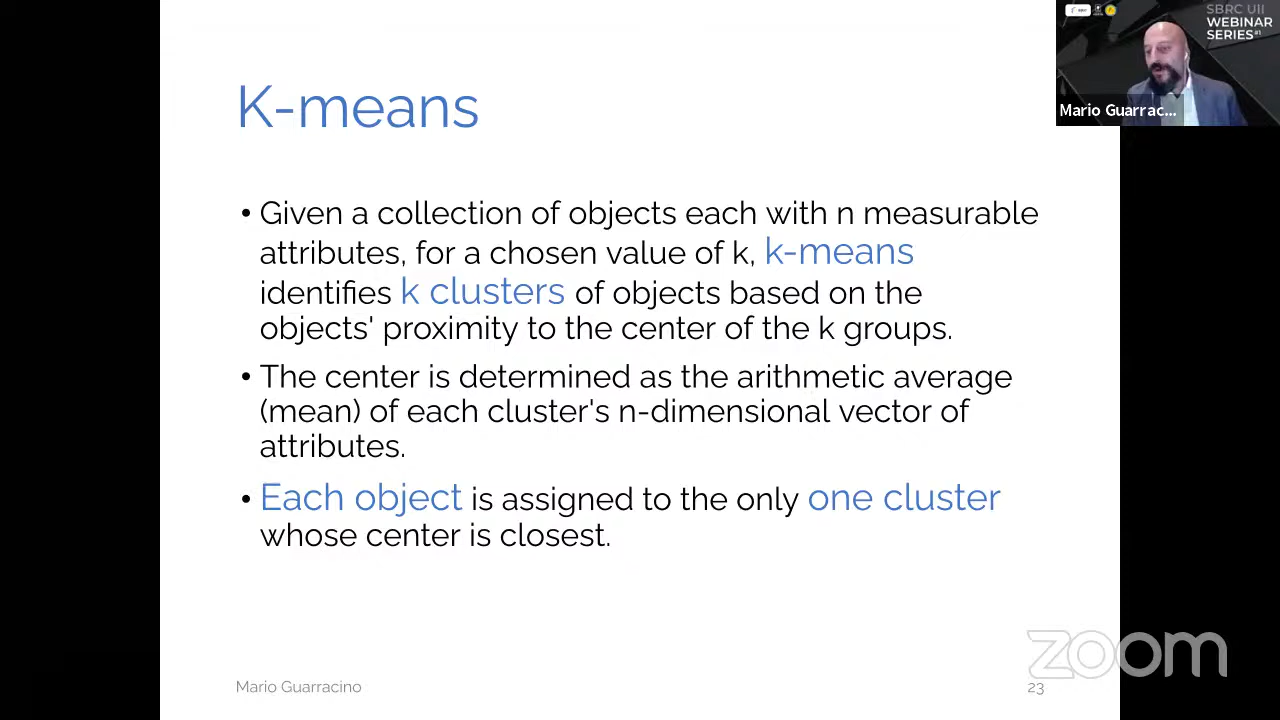 K-means
• Given a collection of objects each with n measurable
attributes, for a chosen value of k, k-means
identifies k clusters of objects based on the
objects' proximity to the center of the k groups.
• The center is determined as the arithmetic average
(mean) of each cluster's n-dimensional vector of
attributes.
• Each object is assigned to the only one cluster
whose center is closest.
Mario Guarracino
23
SBRC UII
WEBINAR
SERIES#1
Mario Guarrac...
zoom